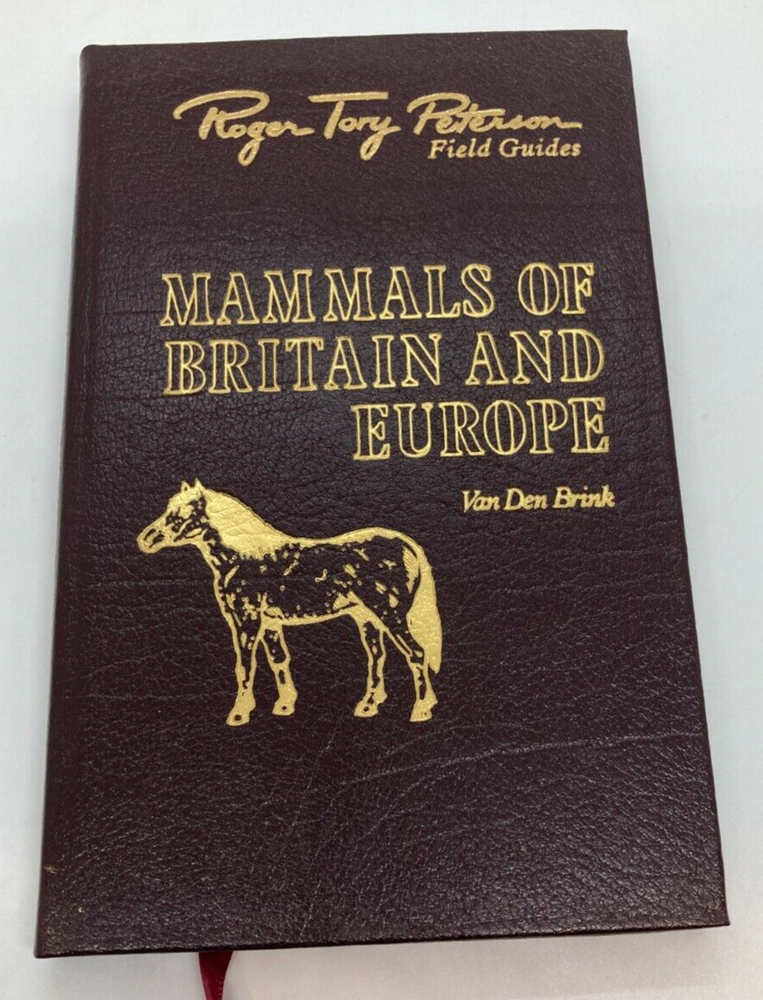 Roger Tory Peterson
Field Guides
MAMMALS OF
BRITAIN AND
EUROPE
Van Den Brink